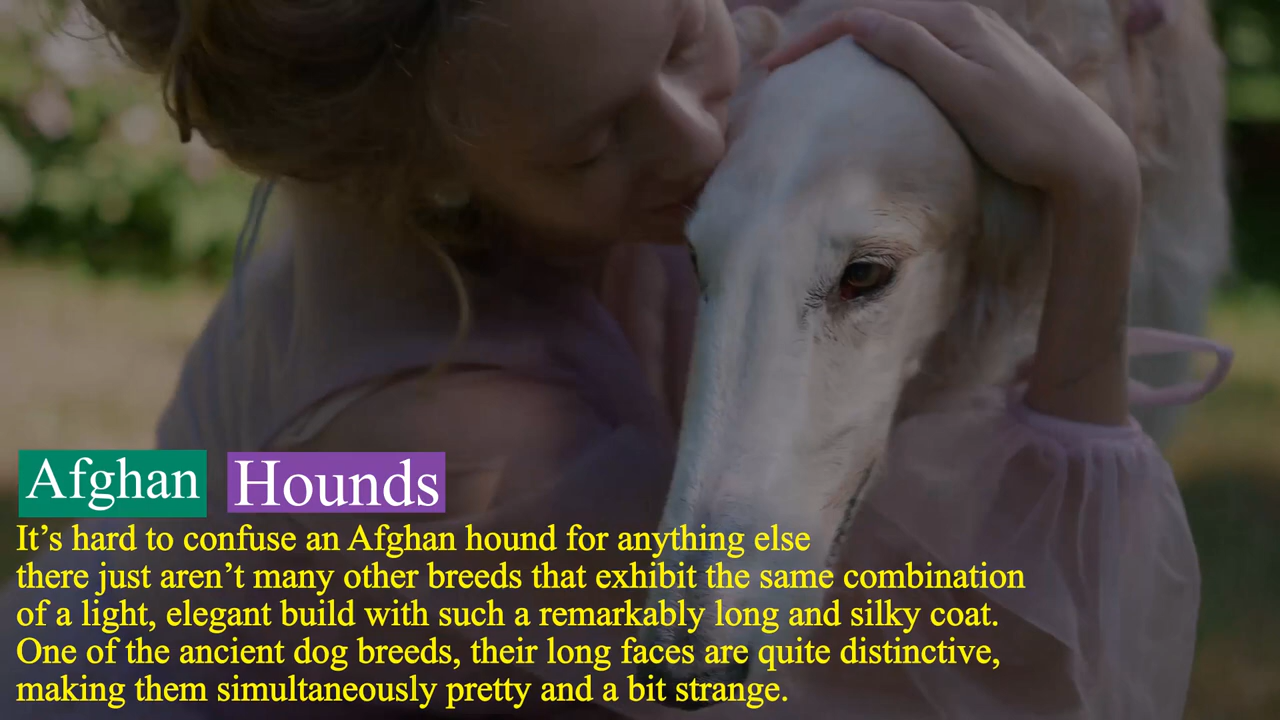 Afghan Hounds
It’s hard to confuse an Afghan hound for anything else
there just aren’t many other breeds that exhibit the same combination
of a light, elegant build with such a remarkably long and silky coat.
One of the ancient dog breeds, their long faces are quite distinctive,
making them simultaneously pretty and a bit strange.